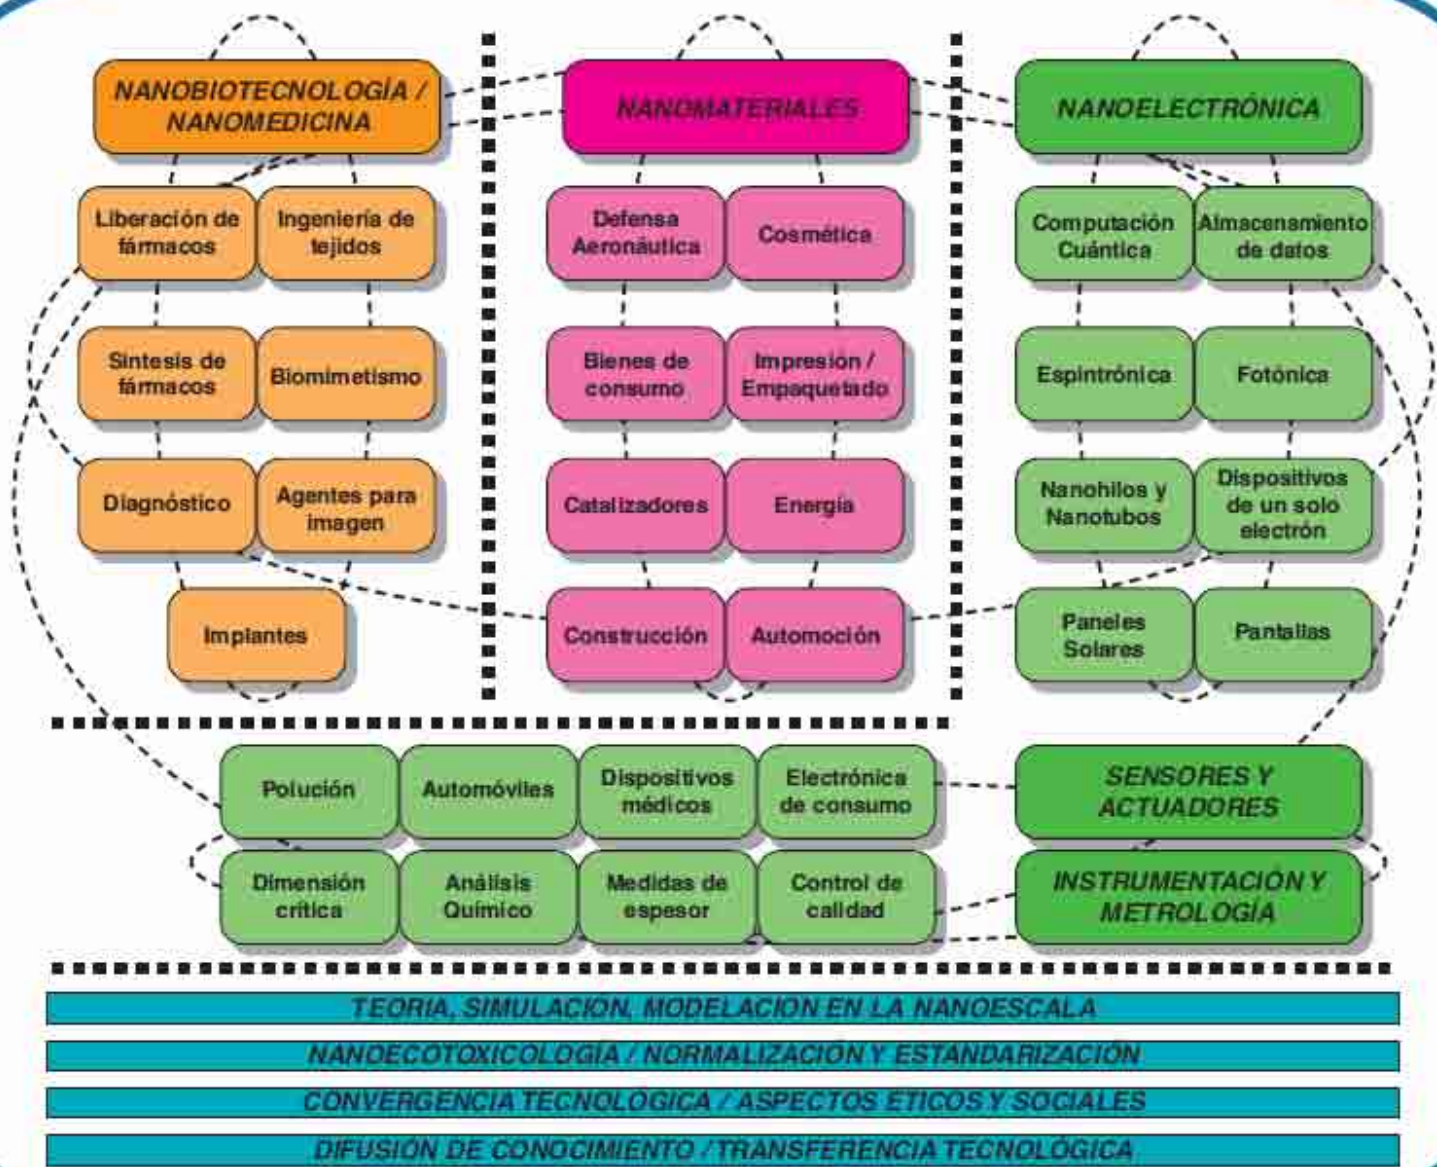 NANOBIOTECNOLOGÍA /
NANOMEDICINA
NANOMATERIALES
NANOELECTRÓNICA
Liberación de
fármacos
Ingeniería de
tejidos
Defensa
Aeronáutica
Cosmética
Computación
Cuántica
Almacenamiento
de datos
Síntesis de
fármacos
Biomimetismo
Bienes de
consumo
Impresión /
Empaquetado
Espintrónica
Fotónica
Diagnóstico
Agentes para
imagen
Catalizadores
Energía
Nanohilos y
Nanotubos
Dispositivos
de un solo
electrón
Implantes
Construcción
Automoción
Paneles
Solares
Pantallas
Polución
Automóviles
Dispositivos
médicos
Electrónica
de consumo
SENSORES Y
ACTUADORES
Dimensión
crítica
Análisis
Químico
Medidas de
espesor
Control de
calidad
INSTRUMENTACIÓN Y
METROLOGÍA
TEORIA, SIMULACIÓN, MODELACION EN LA NANOESCALA
NANOECOTOXICOLOGÍA / NORMALIZACIÓN Y ESTANDARIZACIÓN
CONVERGENCIA TECNOLÓGICA / ASPECTOS ETICOS Y SOCIALES
DIFUSIÓN DE CONOCIMIENTO / TRANSFERENCIA TECNOLÓGICA